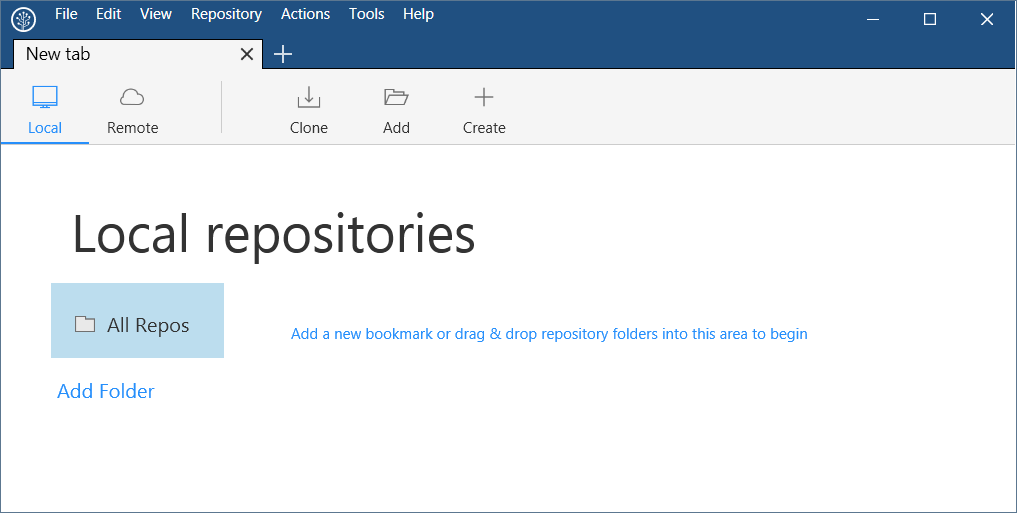 File Edit View Repository Actions Tools Help
New tab
Local Remote Clone Add Create
Local repositories
All Repos
Add a new bookmark or drag & drop repository folders into this area to begin
Add Folder